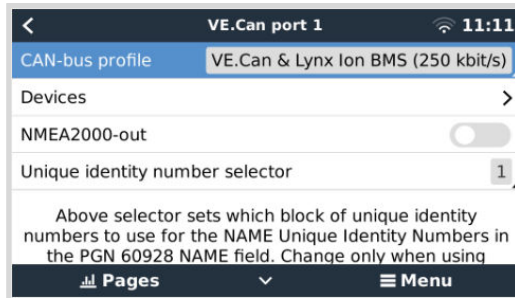 VE.Can port 1
11:11
CAN-bus profile
VE.Can & Lynx Ion BMS (250 kbit/s)
Devices
NMEA2000-out
Unique identity number selector
1
Above selector sets which block of unique identity
numbers to use for the NAME Unique Identity Numbers in
the PGN 60928 NAME field. Change only when using
Pages
Menu